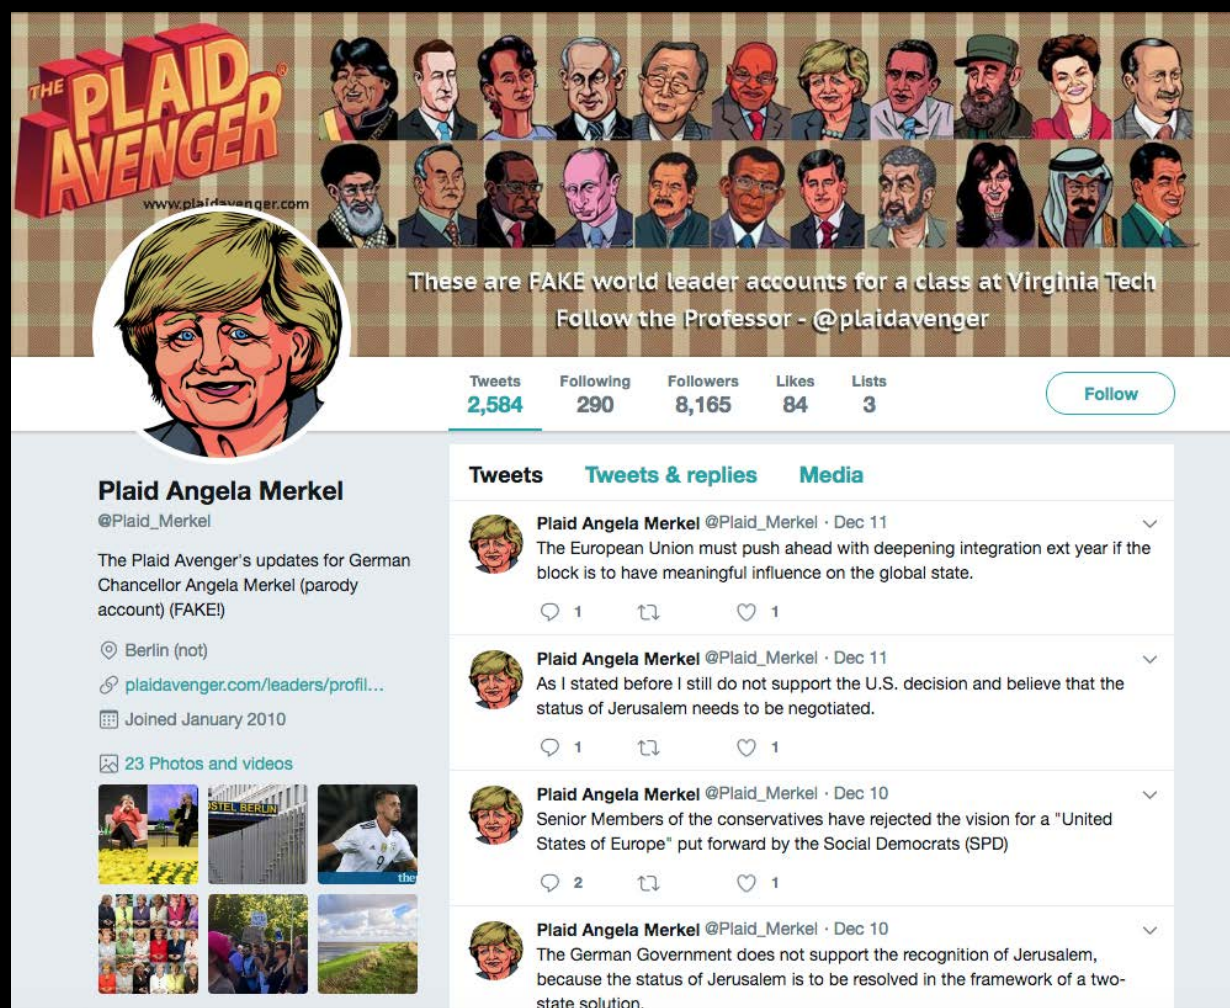 THE
PLAID
AVENGER
www.plaidavenger.com
These are FAKE world leader accounts for a class at Virginia Tech
Follow the Professor - @plaidavenger
Tweets Following Followers Likes Lists
2,584 290 8,165 84 3
Follow
Plaid Angela Merkel
@Plaid_Merkel
The Plaid Avenger's updates for German
Chancellor Angela Merkel (parody
account) (FAKE!)
Berlin (not)
plaidavenger.com/leaders/profil...
Joined January 2010
23 Photos and videos
OSTEL BERLIN
9
the
Tweets Tweets & replies Media
Plaid Angela Merkel @Plaid_Merkel · Dec 11
The European Union must push ahead with deepening integration ext year if the
block is to have meaningful influence on the global state.
1 1
Plaid Angela Merkel @Plaid_Merkel · Dec 11
As I stated before I still do not support the U.S. decision and believe that the
status of Jerusalem needs to be negotiated.
1 1
Plaid Angela Merkel @Plaid_Merkel · Dec 10
Senior Members of the conservatives have rejected the vision for a "United
States of Europe" put forward by the Social Democrats (SPD)
2 1
Plaid Angela Merkel @Plaid_Merkel · Dec 10
The German Government does not support the recognition of Jerusalem,
because the status of Jerusalem is to be resolved in the framework of a two-
state solution.